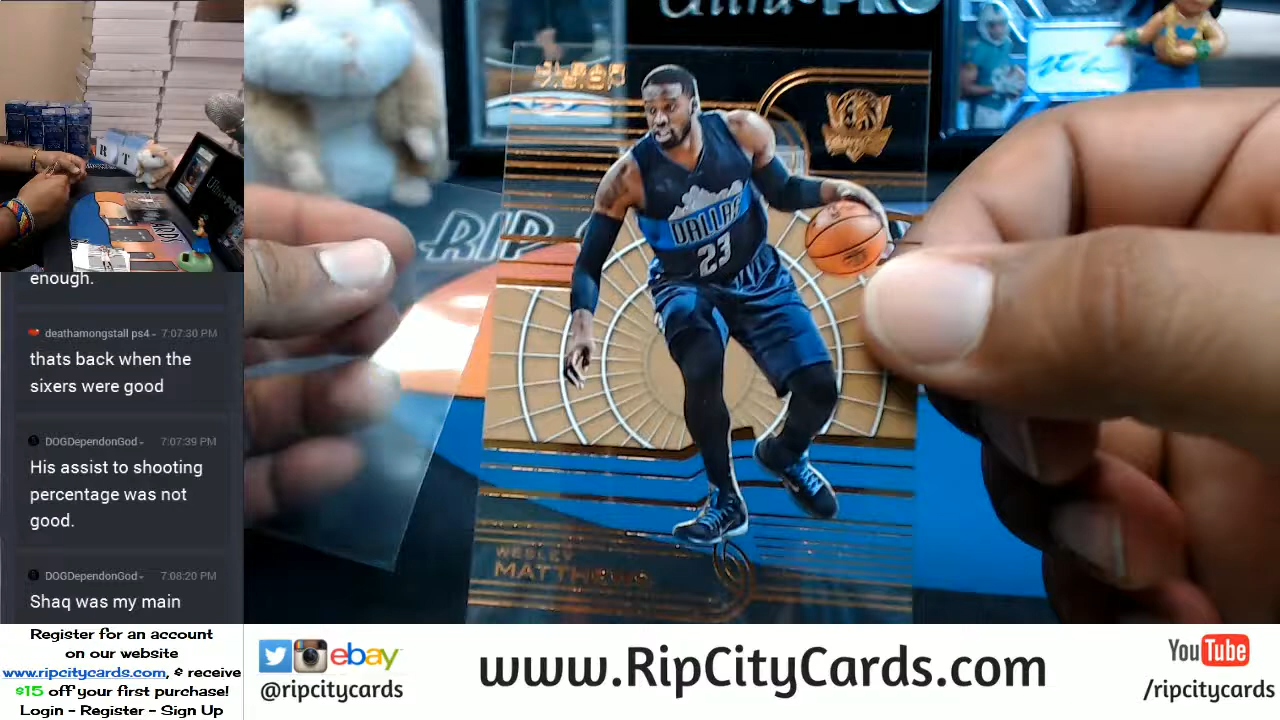 Ultra·PRO
RIP
DALLAS
23
WESLEY
MATTHEWS
R T
enough.
deathamongstall ps4 - 7:07:30 PM
thats back when the
sixers were good
DOGDependonGod - 7:07:39 PM
His assist to shooting
percentage was not
good.
DOGDependonGod - 7:08:20 PM
Shaq was my main
Register for an account
on our website
www.ripcitycards.com, & receive
$15 off your first purchase!
Login - Register - Sign Up
ebay
@ripcitycards
www.RipCityCards.com
YouTube
/ripcitycards